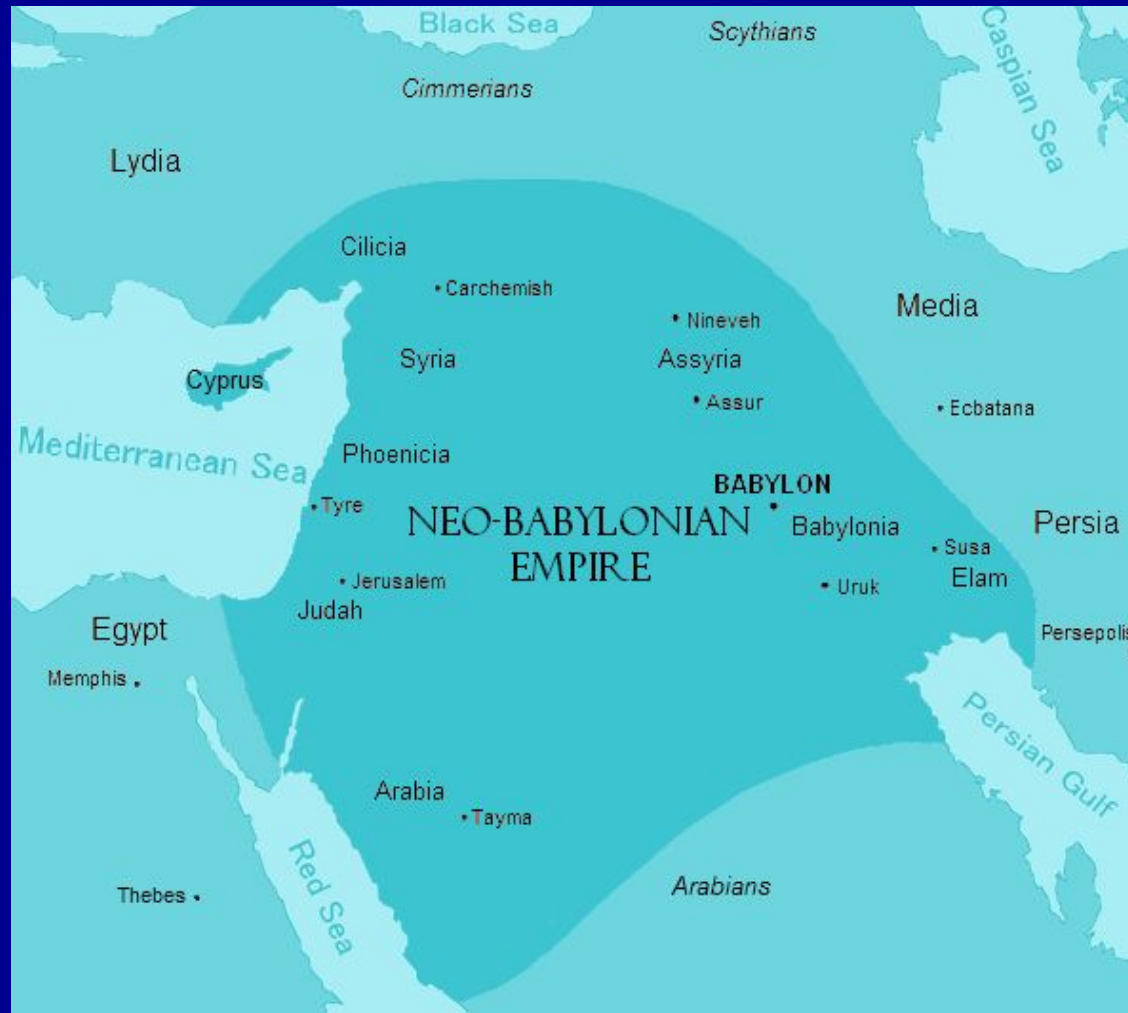 Black Sea
Scythians
Caspian Sea
Cimmerians
Lydia
Cilicia
Carchemish
Media
Nineveh
Syria
Assyria
Cyprus
Assur
Ecbatana
Mediterranean Sea
Phoenicia
BABYLON
Tyre
NEO-BABYLONIAN
EMPIRE
Babylonia
Persia
Susa
Elam
Jerusalem
Judah
Uruk
Egypt
Persepolis
Memphis
Persian Gulf
Arabia
Tayma
Red Sea
Thebes
Arabians